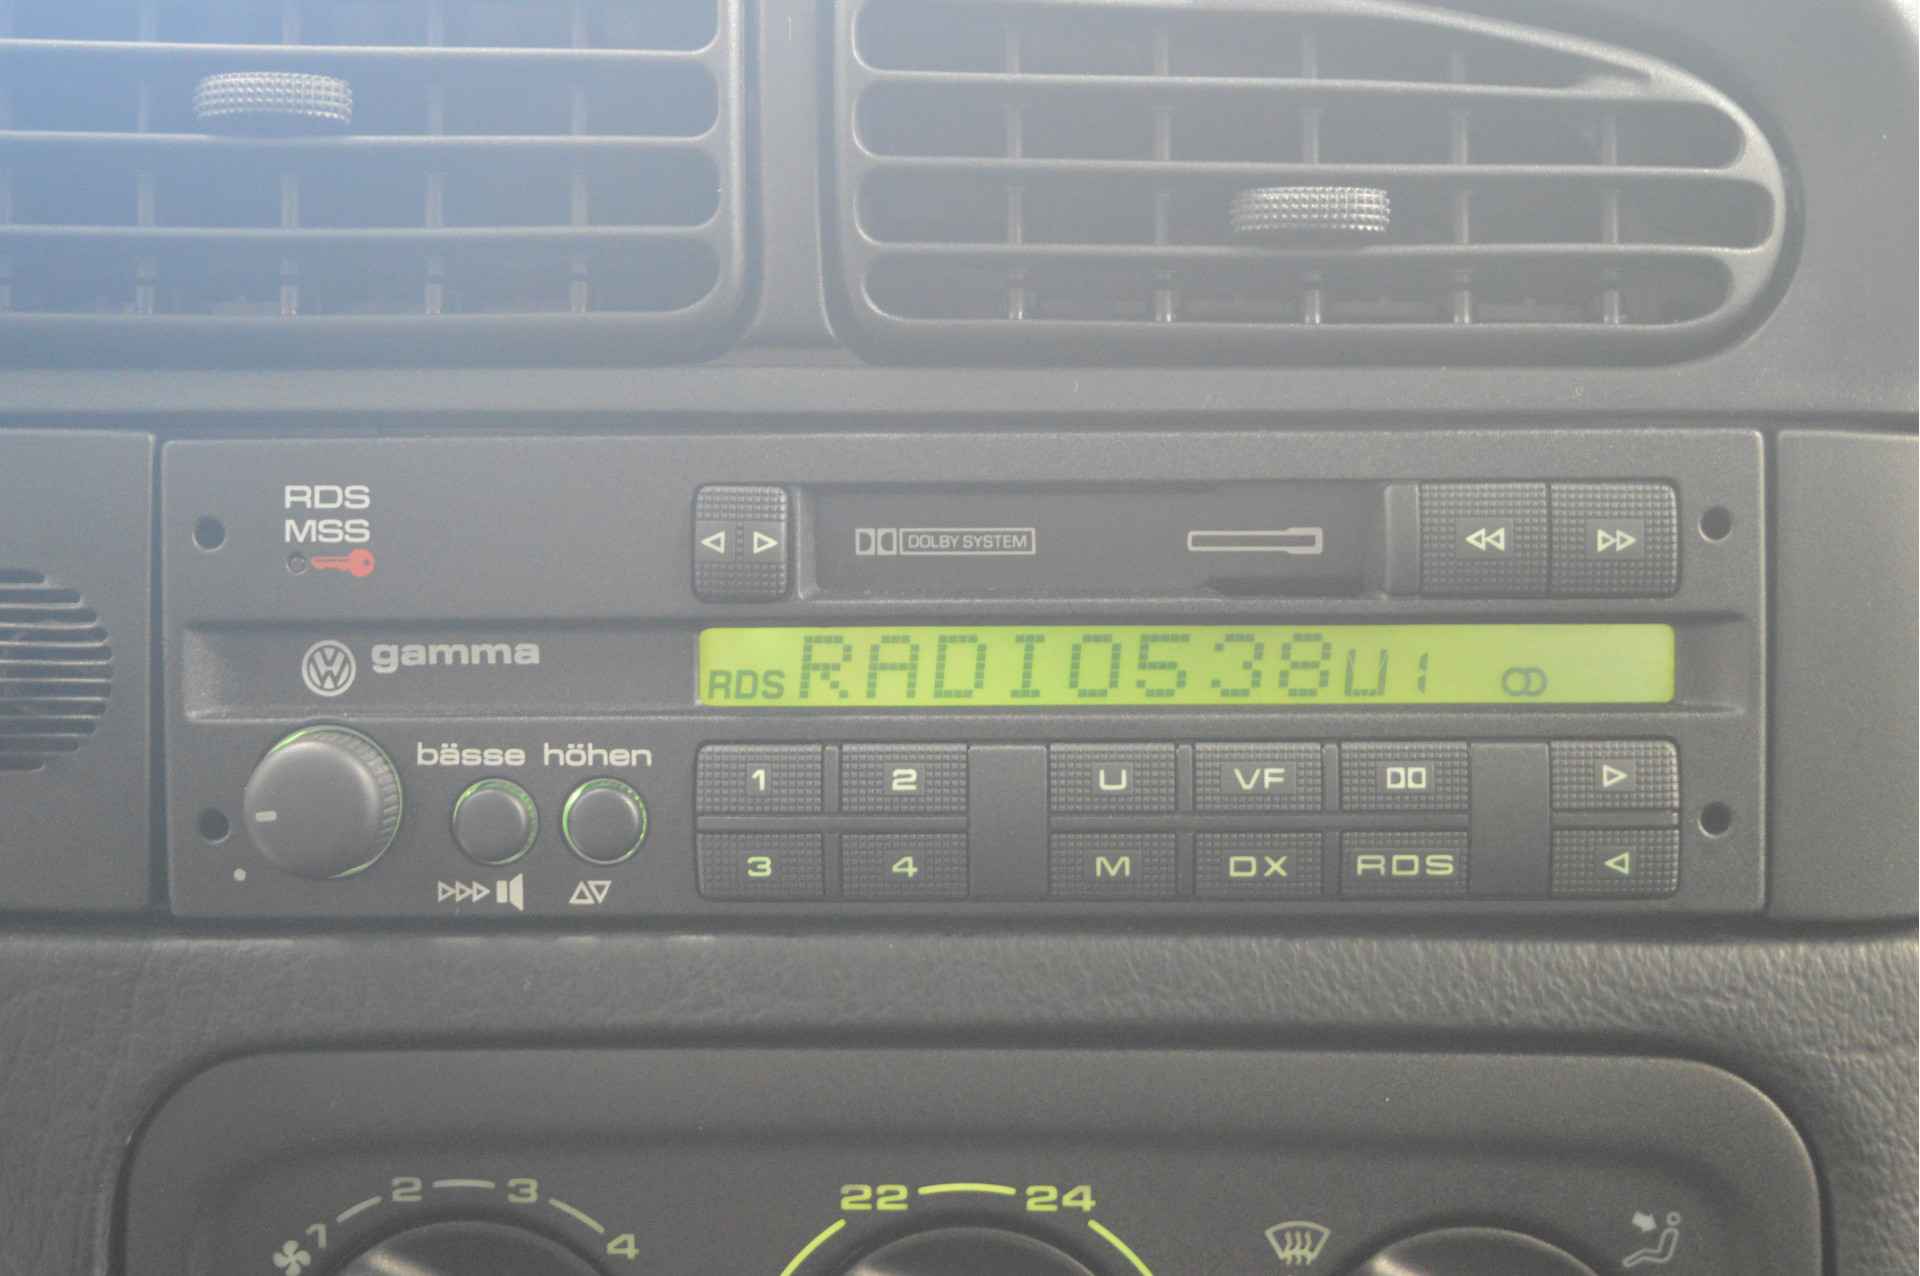 RDS
MSS
DOLBY SYSTEM
gamma
RDS RADIO538 U1
bässe höhen
1 2 U VF
3 4 M DX RDS
1 2 3 4
22 24